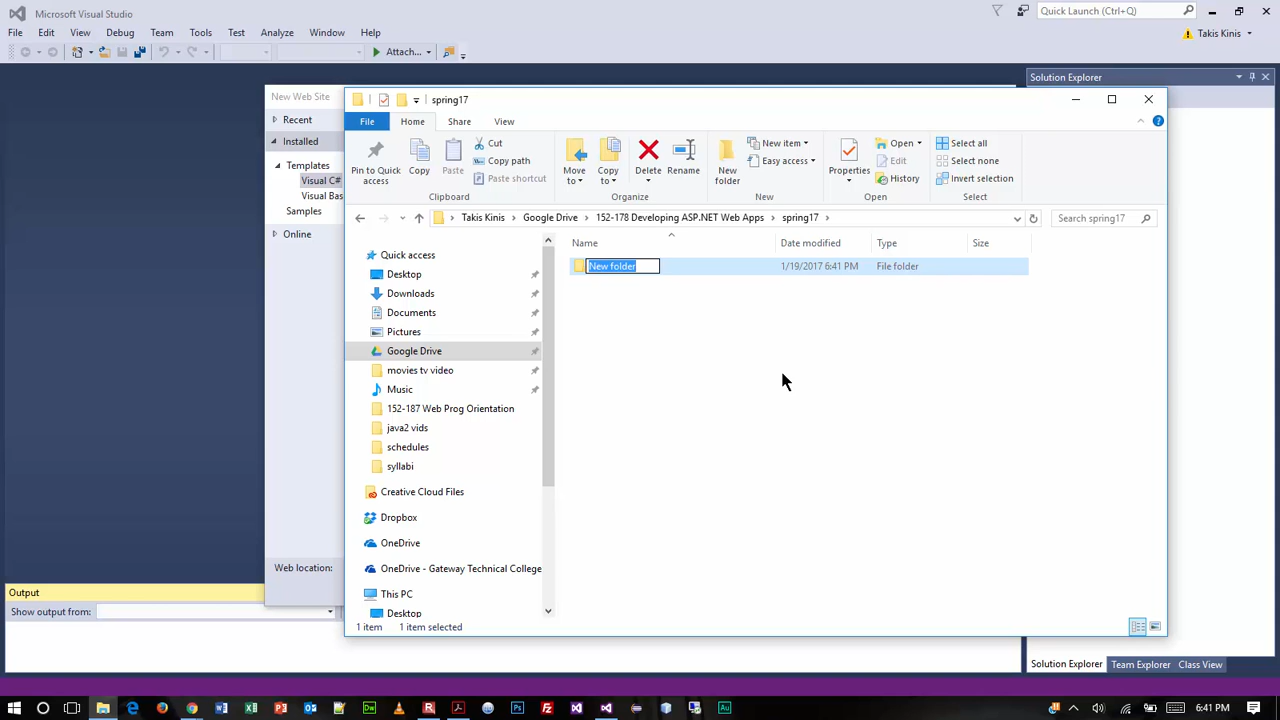 Microsoft Visual Studio
Quick Launch (Ctrl+Q)
File Edit View Debug Team Tools Test Analyze Window Help
Takis Kinis
Attach...
Solution Explorer
New Web Site
Recent
Installed
Templates
Visual C#
Visual Bas
Samples
Online
Web location:
spring17
File Home Share View
Pin to Quick access
Copy
Paste
Cut
Copy path
Paste shortcut
Clipboard
Move to
Copy to
Delete
Rename
Organize
New folder
New item
Easy access
New
Properties
Open
Edit
History
Open
Select all
Select none
Invert selection
Select
Takis Kinis Google Drive 152-178 Developing ASP.NET Web Apps spring17
Search spring17
Name Date modified Type Size
New folder 1/19/2017 6:41 PM File folder
Quick access
Desktop
Downloads
Documents
Pictures
Google Drive
movies tv video
Music
152-187 Web Prog Orientation
java2 vids
schedules
syllabi
Creative Cloud Files
Dropbox
OneDrive
OneDrive - Gateway Technical College
This PC
Desktop
1 item 1 item selected
Output
Show output from:
Solution Explorer Team Explorer Class View
6:41 PM